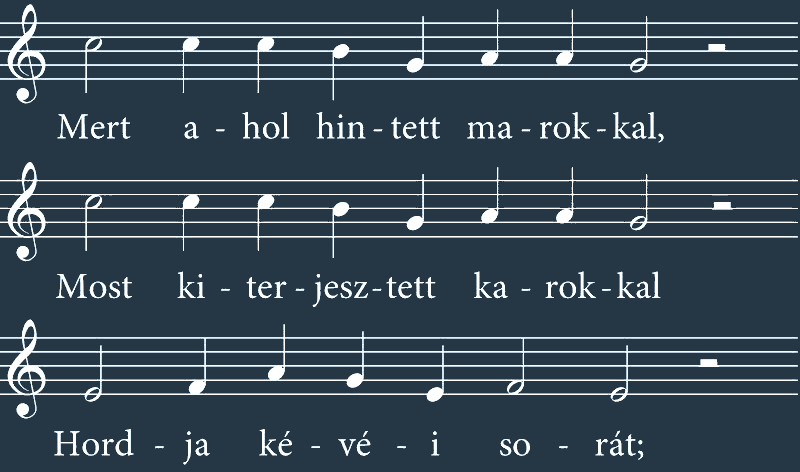 Mert a - hol hin - tett ma - rok - kal,
Most ki - ter - jesz - tett ka - rok - kal
Hord - ja ké - vé - i so - rát;